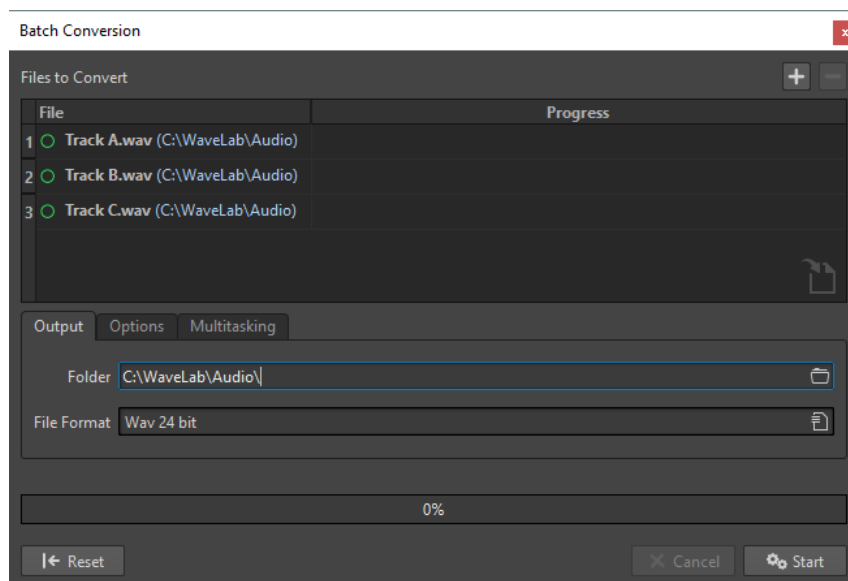 Batch Conversion
x
Files to Convert
File Progress
1 Track A.wav (C:\WaveLab\Audio)
2 Track B.wav (C:\WaveLab\Audio)
3 Track C.wav (C:\WaveLab\Audio)
Output Options Multitasking
Folder C:\WaveLab\Audio\
File Format Wav 24 bit
0%
Reset Cancel Start